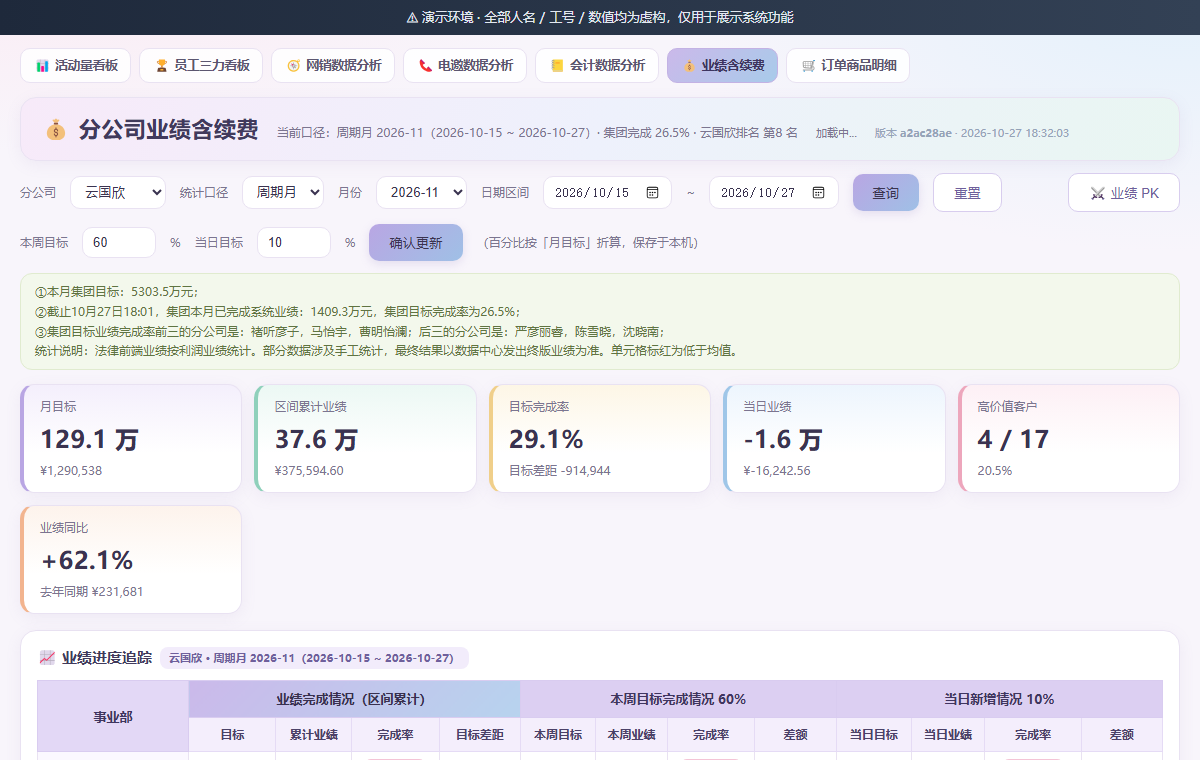 ⚠ 演示环境 · 全部人名 / 工号 / 数值均为虚构，仅用于展示系统功能
活动量看板 员工三力看板 网销数据分析 电邀数据分析 会计数据分析 业绩含续费 订单商品明细
分公司业绩含续费 当前口径：周期月 2026-11（2026-10-15 ~ 2026-10-27）· 集团完成 26.5% · 云国欣排名 第8 名 加载中... 版本 a2ac28ae · 2026-10-27 18:32:03
分公司 云国欣 统计口径 周期月 月份 2026-11 日期区间 2026/10/15 ~ 2026/10/27 查询 重置 业绩 PK
本周目标 60 % 当日目标 10 % 确认更新 （百分比按「月目标」折算，保存于本机）
①本月集团目标：5303.5万元；
②截止10月27日18:01，集团本月已完成系统业绩：1409.3万元，集团目标完成率为26.5%；
③集团目标业绩完成率前三的分公司是：褚听彦子，马怡宇，曹明怡澜；后三的分公司是：严彦丽睿，陈雪晓，沈晓南；
统计说明：法律前端业绩按利润业绩统计。部分数据涉及手工统计，最终结果以数据中心发出终版业绩为准。单元格标红为低于均值。
月目标 区间累计业绩 目标完成率 当日业绩 高价值客户
129.1 万 37.6 万 29.1% -1.6 万 4 / 17
¥1,290,538 ¥375,594.60 目标差距 -914,944 ¥-16,242.56 20.5%
业绩同比
+62.1%
去年同期 ¥231,681
业绩进度追踪 云国欣 · 周期月 2026-11（2026-10-15 ~ 2026-10-27）
事业部 业绩完成情况（区间累计） 本周目标完成情况 60% 当日新增情况 10%
目标 累计业绩 完成率 目标差距 本周目标 本周业绩 完成率 差额 当日目标 当日业绩 完成率 差额